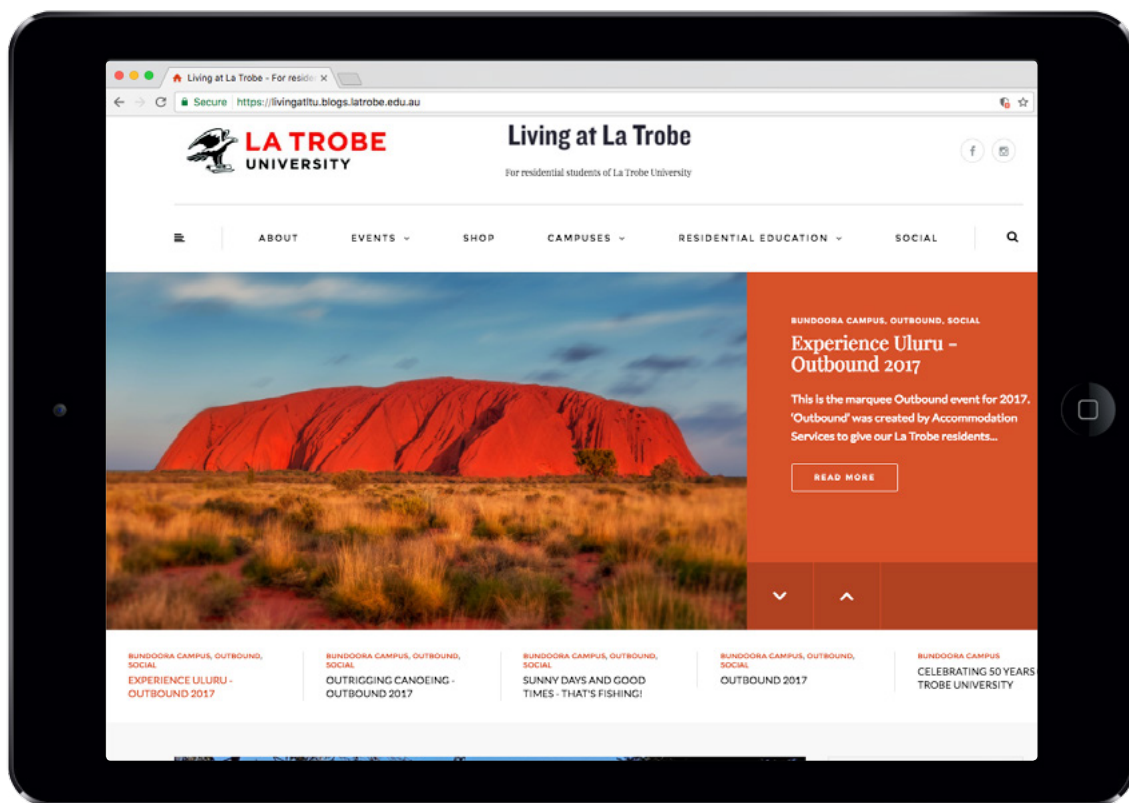 Living at La Trobe - For reside
Secure
https://livingatltu.blogs.latrobe.edu.au
LA TROBE
UNIVERSITY
Living at La Trobe
For residential students of La Trobe University
ABOUT
EVENTS
SHOP
CAMPUSES
RESIDENTIAL EDUCATION
SOCIAL
BUNDOORA CAMPUS, OUTBOUND, SOCIAL
Experience Uluru –
Outbound 2017
This is the marquee Outbound event for 2017,
'Outbound' was created by Accommodation
Services to give our La Trobe residents...
READ MORE
BUNDOORA CAMPUS, OUTBOUND,
SOCIAL
EXPERIENCE ULURU -
OUTBOUND 2017
BUNDOORA CAMPUS, OUTBOUND,
SOCIAL
OUTRIGGING CANOEING -
OUTBOUND 2017
BUNDOORA CAMPUS, OUTBOUND,
SOCIAL
SUNNY DAYS AND GOOD
TIMES - THAT'S FISHING!
BUNDOORA CAMPUS, OUTBOUND,
SOCIAL
OUTBOUND 2017
BUNDOORA CAMPUS
CELEBRATING 50 YEARS
TROBE UNIVERSITY